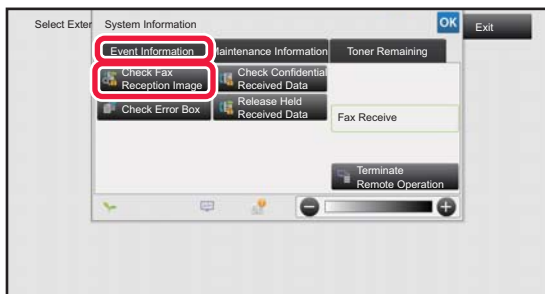 Select Exter
System Information
OK
Exit
Event Information
Maintenance Information
Toner Remaining
Check Fax
Reception Image
Check Confidential
Received Data
Check Error Box
Release Held
Received Data
Fax Receive
Terminate
Remote Operation